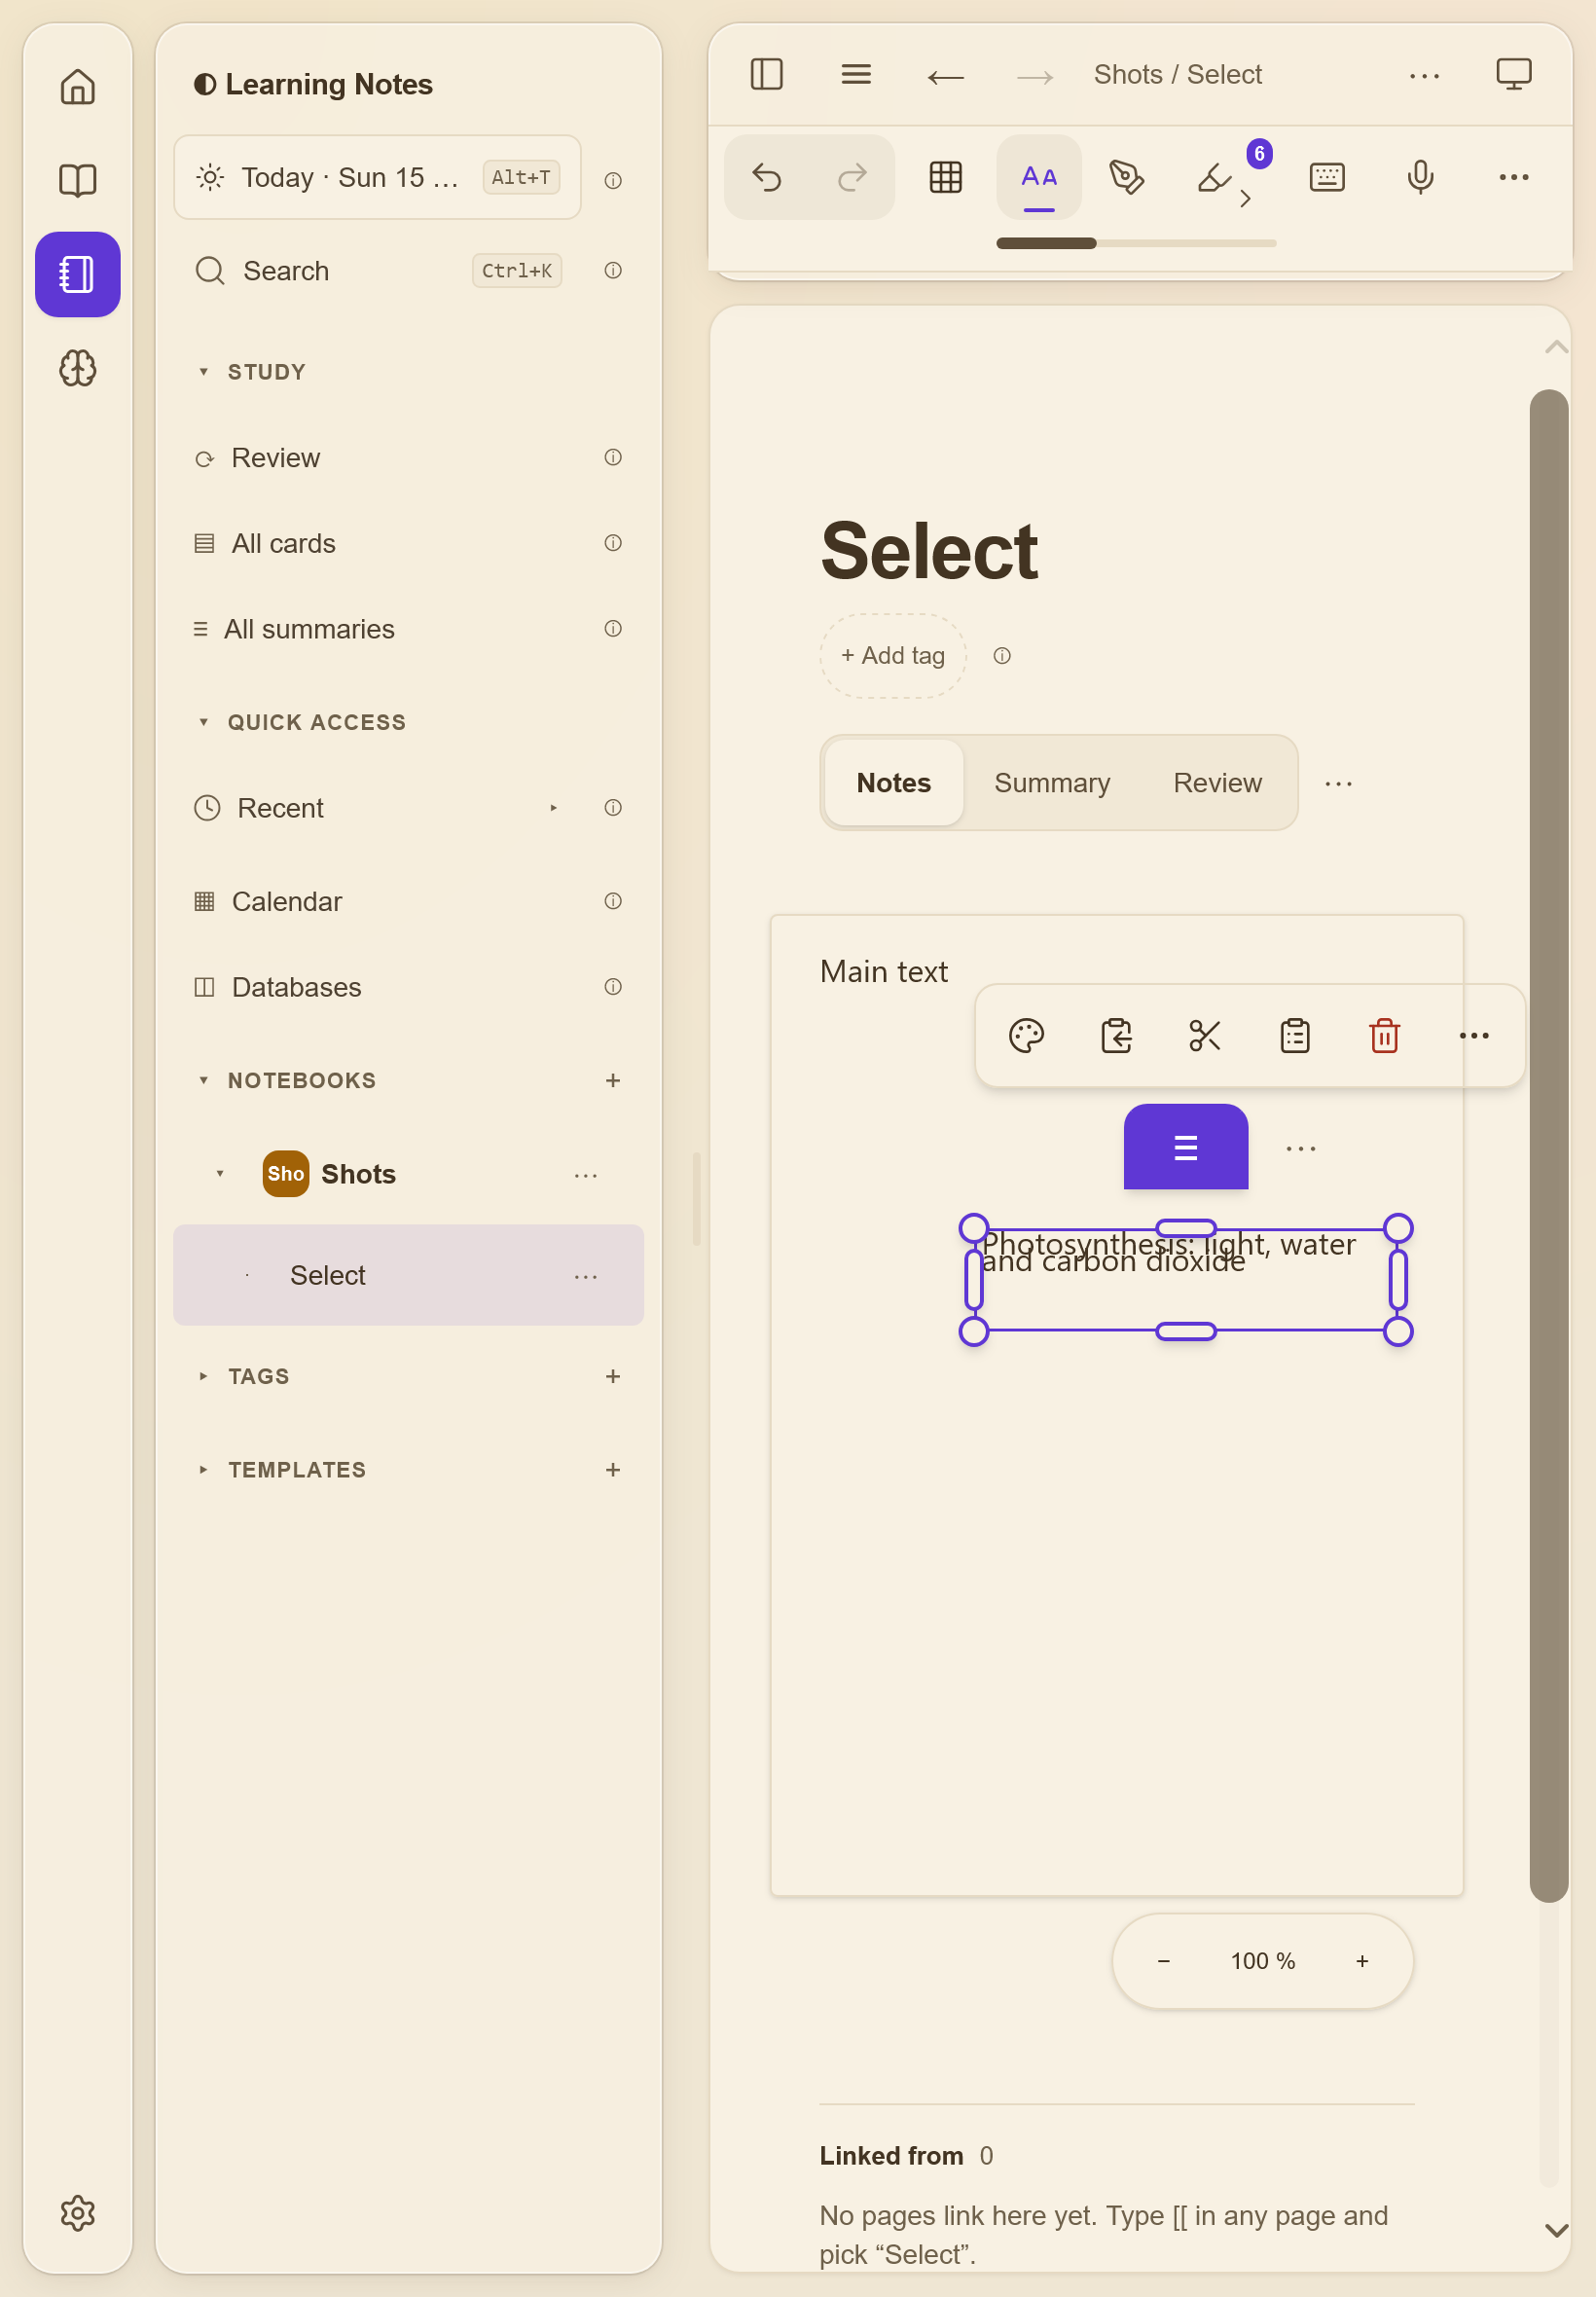 Learning Notes
Today · Sun 15 … Alt+T
Search Ctrl+K
STUDY
Review
All cards
All summaries
QUICK ACCESS
Recent
Calendar
Databases
NOTEBOOKS +
Sho Shots ...
Select ...
TAGS +
TEMPLATES +
Shots / Select ...
AA 6
Select
+ Add tag
Notes Summary Review ...
Main text
Photosynthesis: light, water
and carbon dioxide
− 100 % +
Linked from 0
No pages link here yet. Type [[ in any page and
pick “Select”.